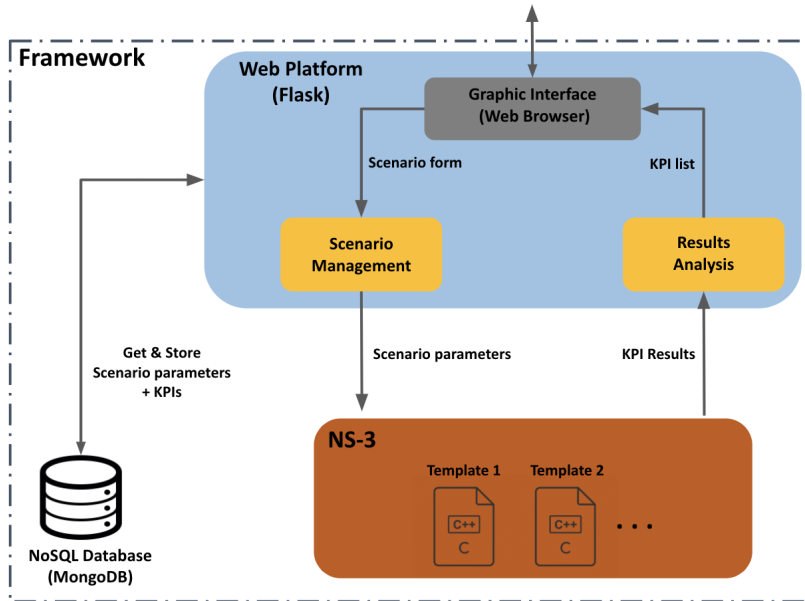 Framework
Web Platform
(Flask)
Graphic Interface
(Web Browser)
Scenario form
KPI list
Scenario
Management
Results
Analysis
Get & Store
Scenario parameters
+ KPIs
Scenario parameters
KPI Results
NS-3
Template 1
Template 2
C++
C
C++
C
...
NoSQL Database
(MongoDB)